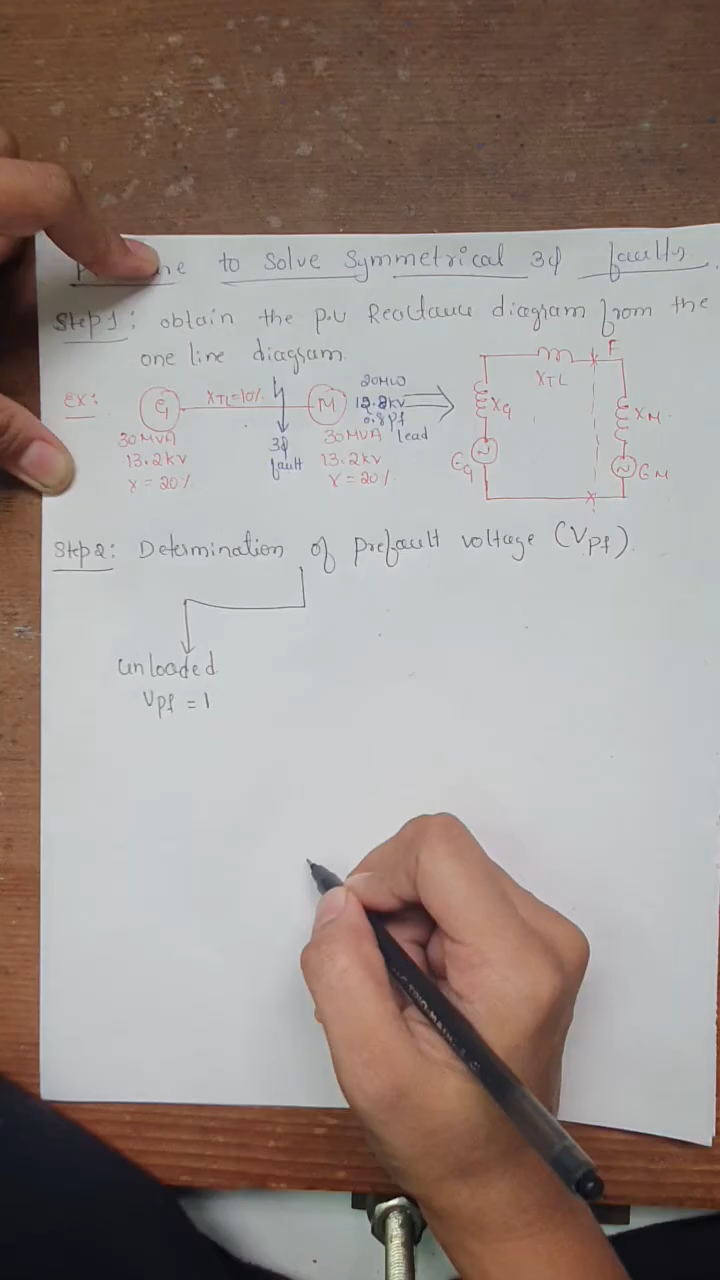 to solve symmetrical 3φ faults.
Step 1: obtain the p.u Reactance diagram from the
one line diagram.
Ex:
G
XTL=10%
M
20MW
12.8kv
0.8pf
lead
30MVA
13.2kv
X = 20%
3φ
fault
30MVA
13.2kv
X = 20%
XG
EG
XTL
F
XM
EM
Step 2: Determination of prefault voltage (Vpf).
unloaded
Vpf = 1